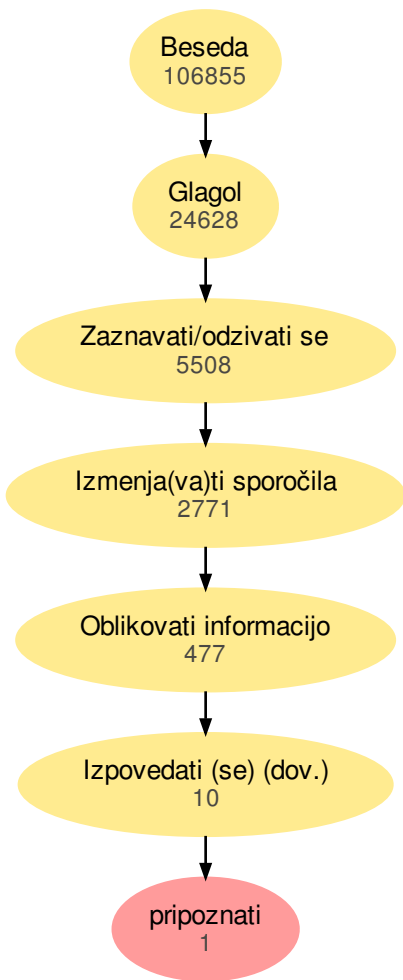 Beseda
106855
Glagol
24628
Zaznavati/odzivati se
5508
Izmenja(va)ti sporočila
2771
Oblikovati informacijo
477
Izpovedati (se) (dov.)
10
pripoznati
1